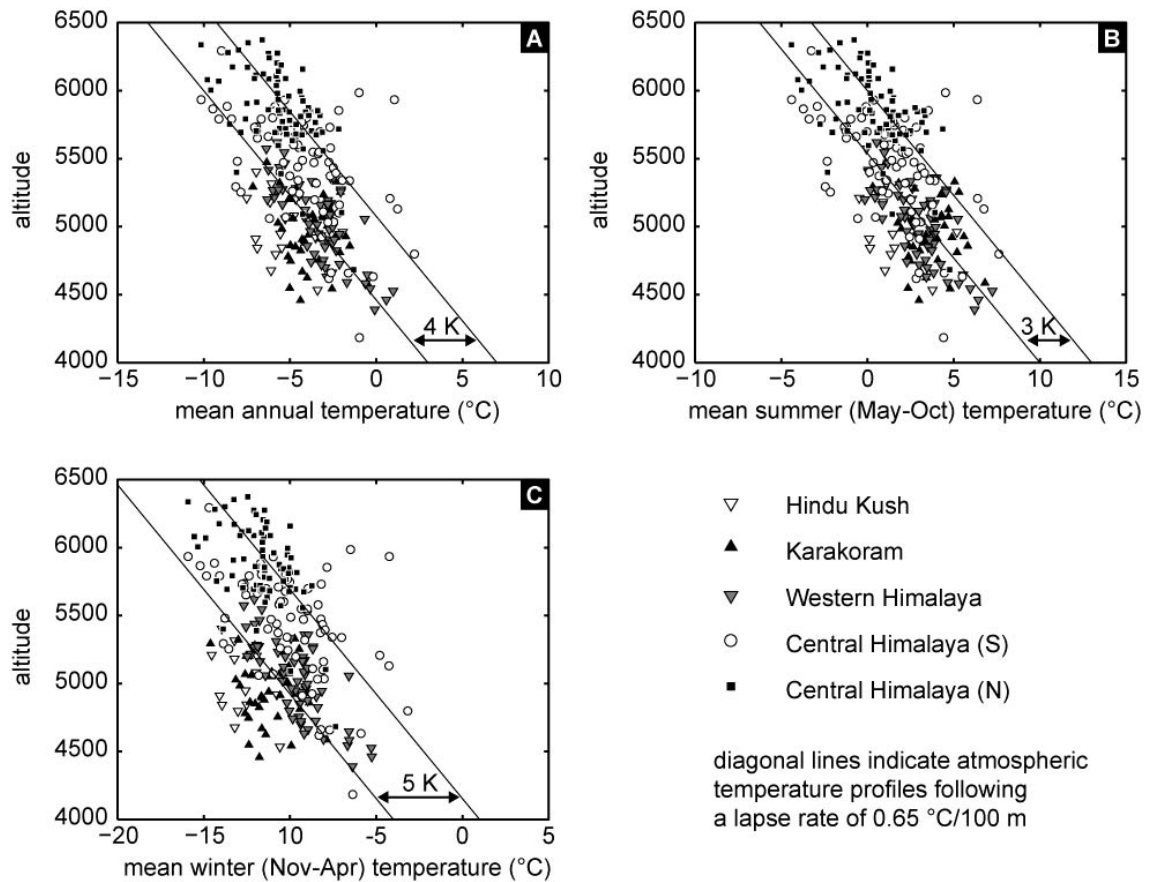 A
6500
6000
5500
5000
4500
4000
altitude
4 K
−15
−10
−5
0
5
10
mean annual temperature (°C)
B
6500
6000
5500
5000
4500
4000
altitude
3 K
−10
−5
0
5
10
15
mean summer (May-Oct) temperature (°C)
C
6500
6000
5500
5000
4500
4000
altitude
5 K
−20
−15
−10
−5
0
5
mean winter (Nov-Apr) temperature (°C)
Hindu Kush
Karakoram
Western Himalaya
Central Himalaya (S)
Central Himalaya (N)
diagonal lines indicate atmospheric
temperature profiles following
a lapse rate of 0.65 °C/100 m